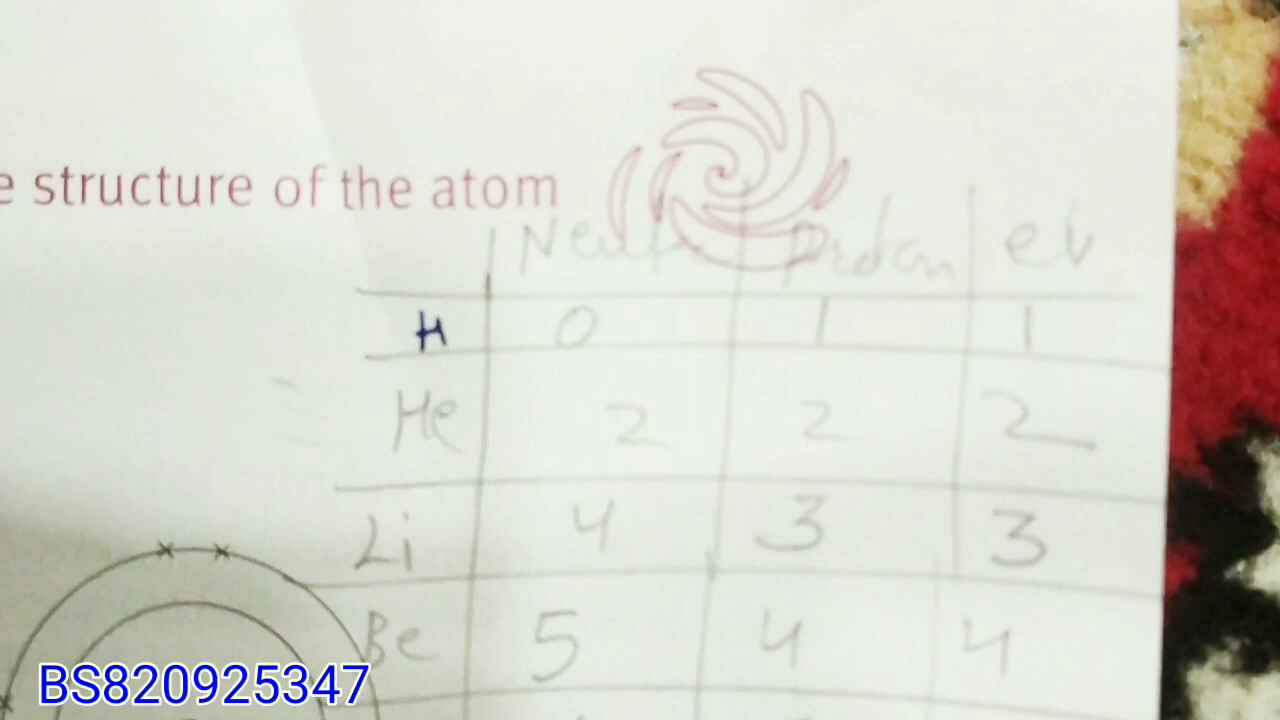 e structure of the atom
Proton el
H 0 1 1
He 2 2 2
Li 4 3 3
Be 5 4 4
BS820925347